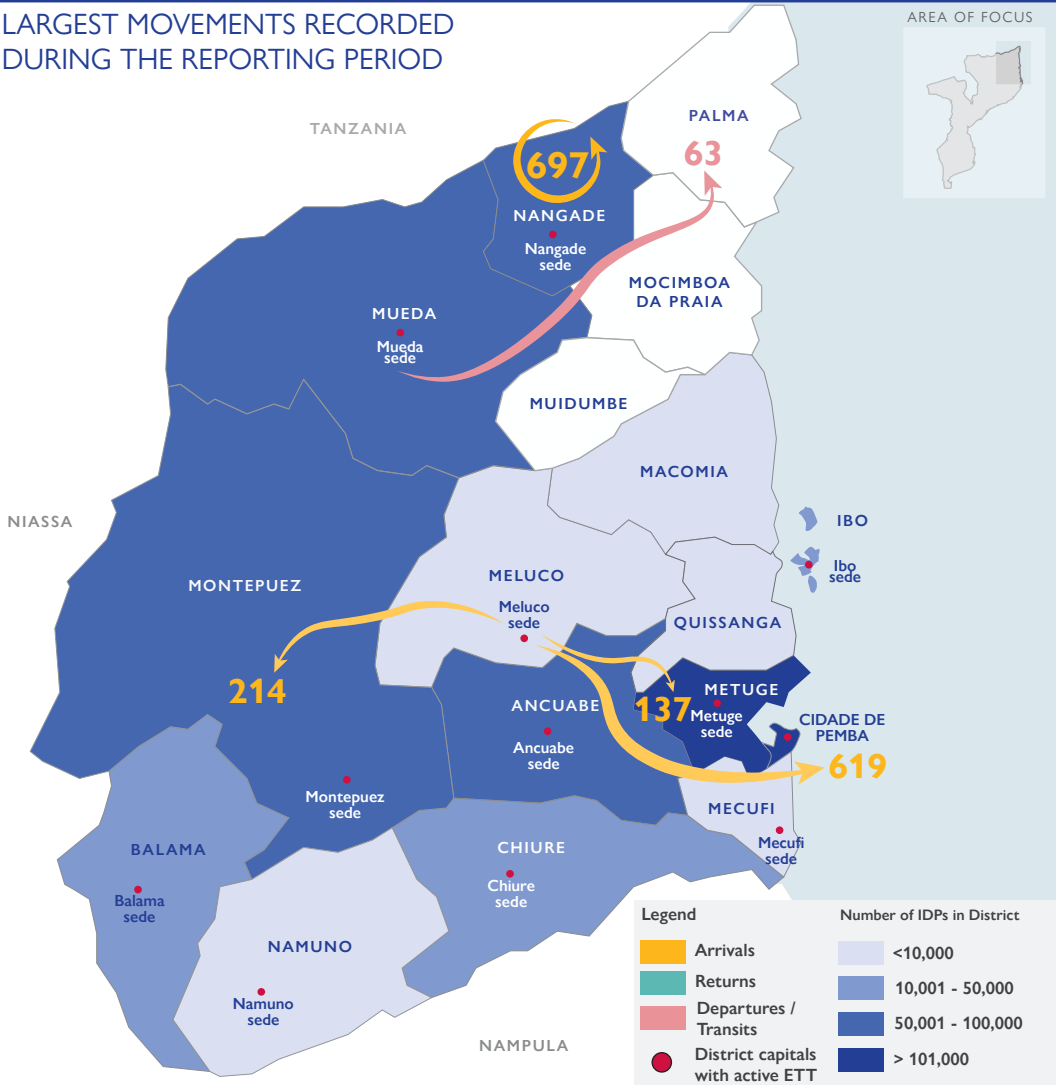 LARGEST MOVEMENTS RECORDED
DURING THE REPORTING PERIOD
AREA OF FOCUS
TANZANIA
PALMA
63
697
NANGADE
Nangade
sede
MOCIMBOA
DA PRAIA
MUEDA
Mueda
sede
MUIDUMBE
MACOMIA
NIASSA
IBO
Ibo
sede
MONTEPUEZ
MELUCO
Meluco
sede
QUISSANGA
214
ANCUABE
Ancuabe
sede
137
METUGE
Metuge
sede
CIDADE DE
PEMBA
619
Montepuez
sede
MECUFI
Mecufi
sede
BALAMA
Balama
sede
CHIURE
Chiure
sede
NAMUNO
Namuno
sede
NAMPULA
Legend
Arrivals
Returns
Departures /
Transits
District capitals
with active ETT
Number of IDPs in District
<10,000
10,001 - 50,000
50,001 - 100,000
> 101,000